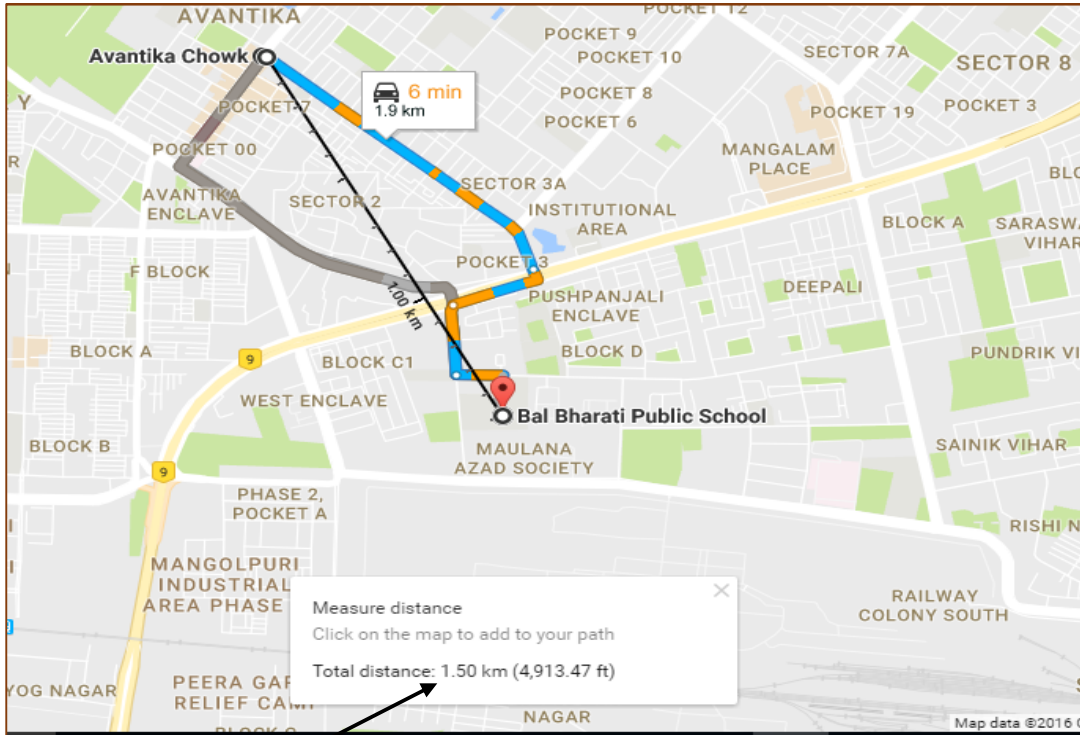 AVANTIKA
POCKET 12
POCKET 9
POCKET 10
SECTOR 7A
SECTOR 8
Avantika Chowk
6 min
1.9 km
POCKET 7
POCKET 8
POCKET 6
POCKET 19
POCKET 3
Y
POCKET 00
MANGALAM
PLACE
R
SECTOR 3A
AVANTIKA
ENCLAVE
SECTOR 2
INSTITUTIONAL
AREA
BLOCK A
SARASWA
VIHAR
F BLOCK
POCKET 3
1.00 km
PUSHPANJALI
ENCLAVE
DEEPALI
BLOCK A
9
BLOCK C1
BLOCK D
PUNDRIK VI
WEST ENCLAVE
Bal Bharati Public School
BLOCK B
MAULANA
AZAD SOCIETY
SAINIK VIHAR
9
PHASE 2,
POCKET A
RISHI N
MANGOLPURI
INDUSTRIAL
AREA PHASE
Measure distance
Click on the map to add to your path
Total distance: 1.50 km (4,913.47 ft)
RAILWAY
COLONY SOUTH
YOG NAGAR
PEERA GAR
RELIEF CAM
NAGAR
Map data ©2016 G